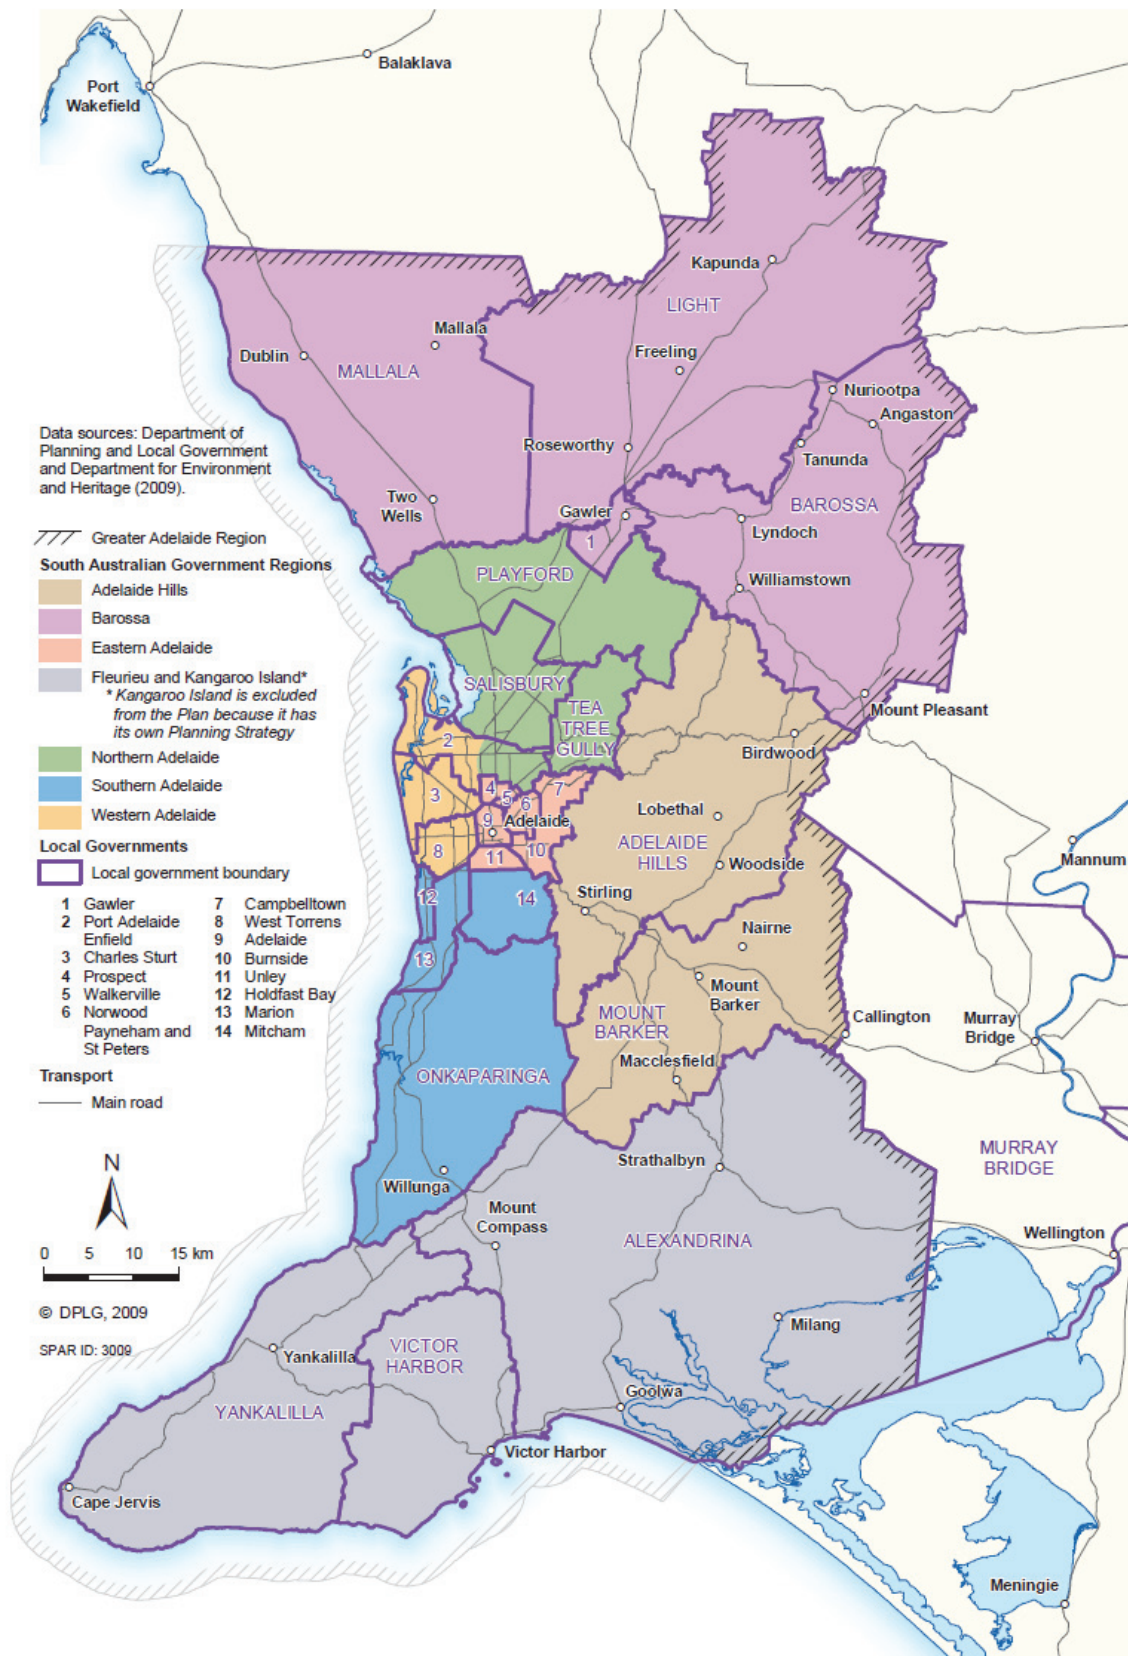 Balaklava
Port
Wakefield
Kapunda
LIGHT
Mallala
Dublin
MALLALA
Freeling
Nuriootpa
Angaston
Data sources: Department of
Planning and Local Government
and Department for Environment
and Heritage (2009).
Roseworthy
Tanunda
Two
Wells
BAROSSA
Gawler
Lyndoch
1
PLAYFORD
Williamstown
Greater Adelaide Region
South Australian Government Regions
Adelaide Hills
Barossa
Eastern Adelaide
Fleurieu and Kangaroo Island*
* Kangaroo Island is excluded
from the Plan because it has
its own Planning Strategy
Northern Adelaide
Southern Adelaide
Western Adelaide
Local Governments
Local government boundary
1 Gawler
2 Port Adelaide
Enfield
3 Charles Sturt
4 Prospect
5 Walkerville
6 Norwood
Payneham and
St Peters
7 Campbelltown
8 West Torrens
9 Adelaide
10 Burnside
11 Unley
12 Holdfast Bay
13 Marion
14 Mitcham
Transport
Main road
SALISBURY
TEA
TREE
GULLY
Mount Pleasant
Birdwood
2
3
4
5
6
7
8
9
Adelaide
10
11
Lobethal
ADELAIDE
HILLS
Woodside
Mannum
12
14
Stirling
Nairne
13
Mount
Barker
MOUNT
BARKER
Callington
Murray
Bridge
Macclesfield
ONKAPARINGA
N
0 5 10 15 km
© DPLG, 2009
SPAR ID: 3009
Strathalbyn
MURRAY
BRIDGE
Willunga
Mount
Compass
ALEXANDRINA
Wellington
Milang
Yankalilla
VICTOR
HARBOR
Goolwa
YANKALILLA
Victor Harbor
Cape Jervis
Meningie